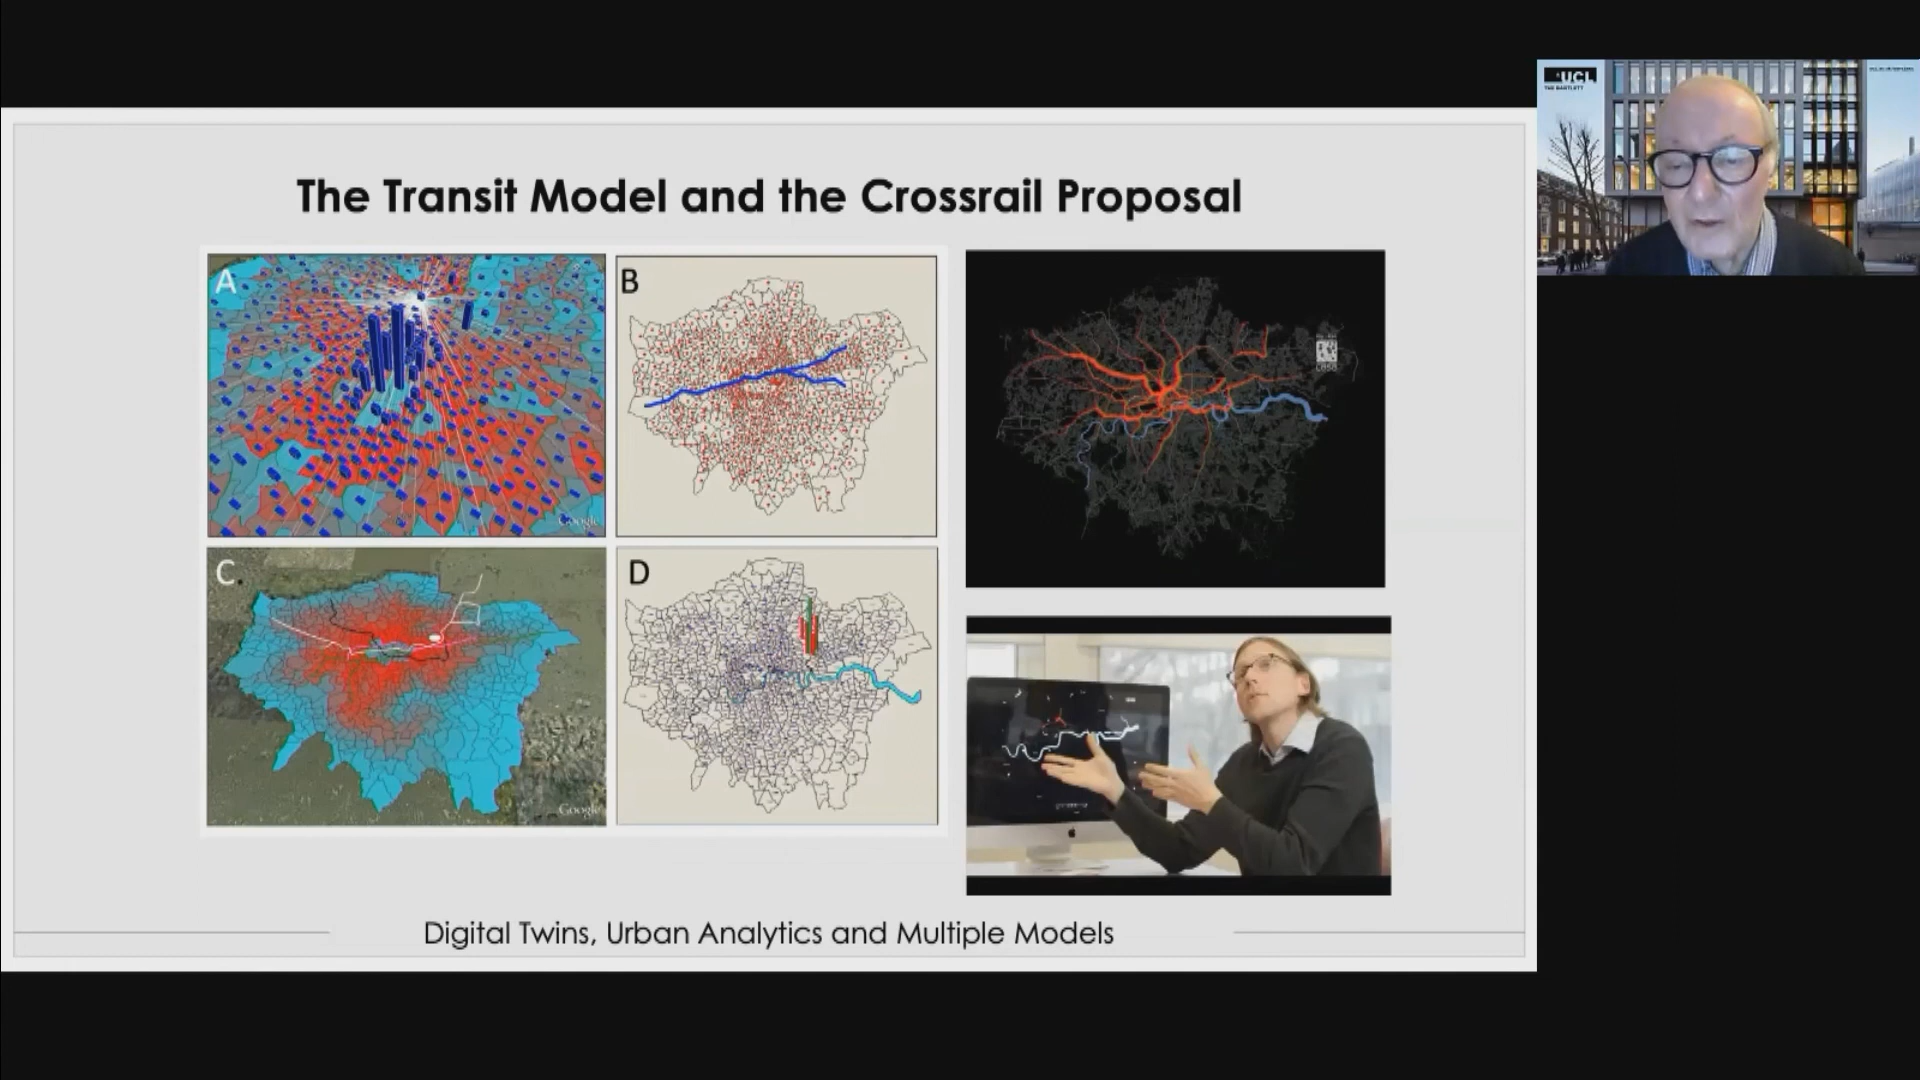 The Transit Model and the Crossrail Proposal
A
B
Google
C.
D
Google
Digital Twins, Urban Analytics and Multiple Models
UCL
THE BARTLETT